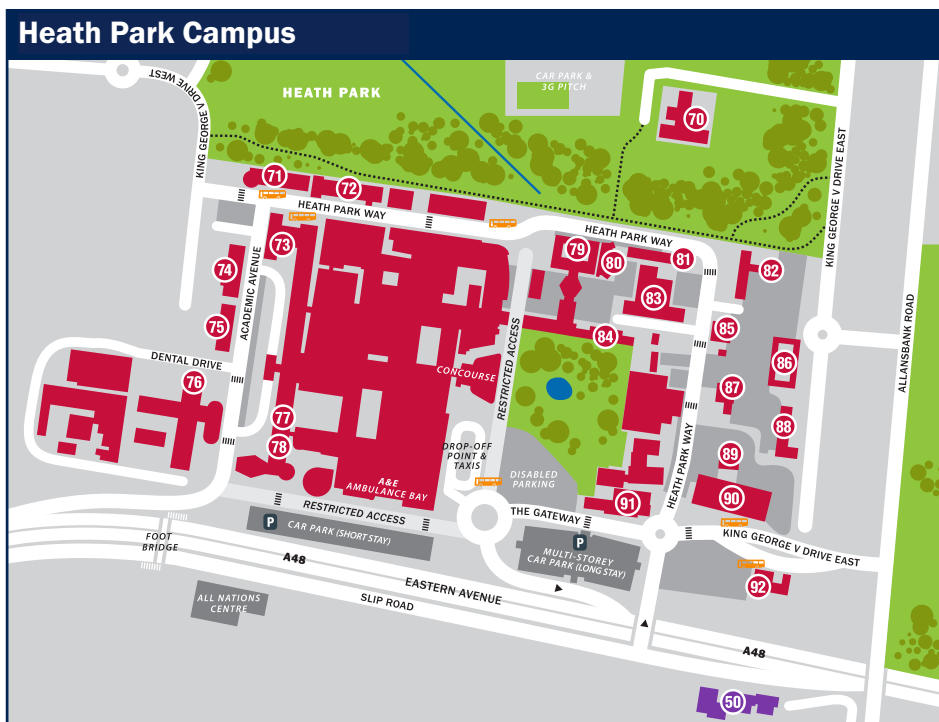 Heath Park Campus
KING GEORGE V DRIVE WEST
CAR PARK &
3G PITCH
HEATH PARK
70
KING GEORGE V DRIVE
KING GEORGE V DRIVE EAST
71
72
HEATH PARK WAY
HEATH PARK WAY
73
74
75
79
80
81
82
83
84
85
86
87
88
ACADEMIC AVENUE
RESTRICTED ACCESS
ALLANSBANK ROAD
DENTAL DRIVE
76
CONCOURSE
77
78
DROP-OFF
POINT &
TAXIS
DISABLED
PARKING
HEATH PARK WAY
89
90
91
A&E
AMBULANCE BAY
RESTRICTED ACCESS
THE GATEWAY
P
CAR PARK (SHORT STAY)
P
MULTI-STOREY
CAR PARK (LONG STAY)
KING GEORGE V DRIVE EAST
92
FOOT
BRIDGE
A48
EASTERN AVENUE
SLIP ROAD
ALL NATIONS
CENTRE
A48
50